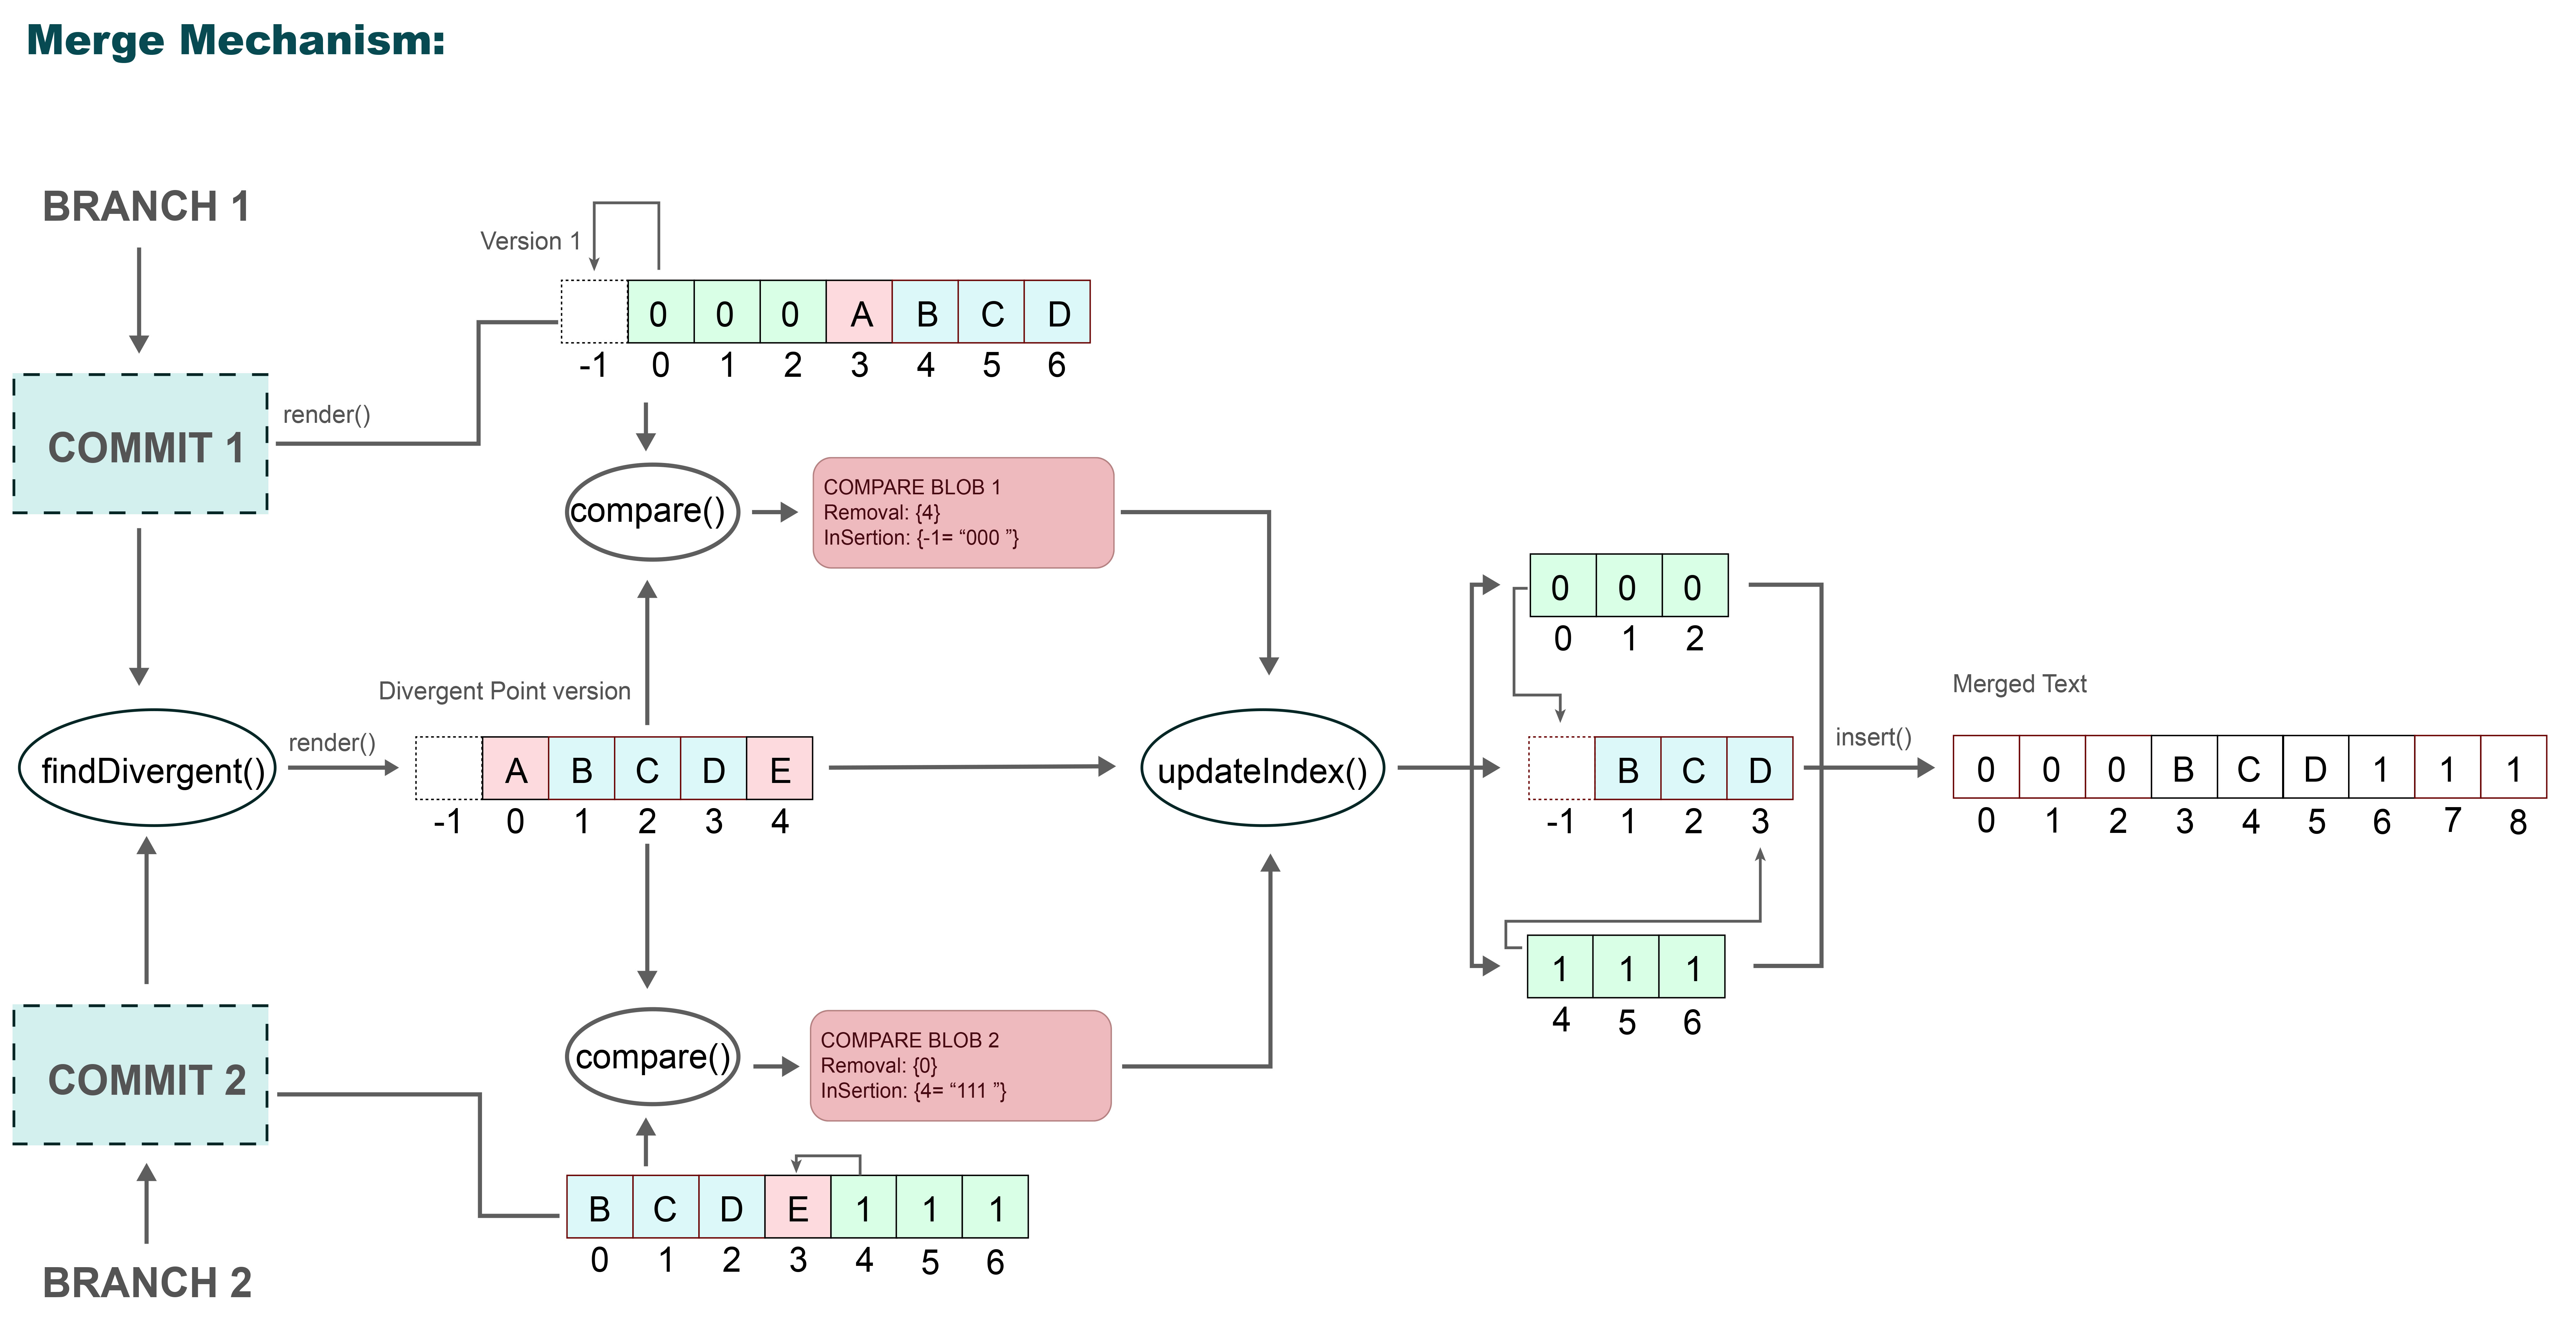 Merge Mechanism:
BRANCH 1
COMMIT 1
render()
Version 1
0 0 0 A B C D
-1 0 1 2 3 4 5 6
compare()
COMPARE BLOB 1
Removal: {4}
InSertion: {-1= “000 ”}
findDivergent()
render()
Divergent Point version
A B C D E
-1 0 1 2 3 4
updateIndex()
COMMIT 2
BRANCH 2
compare()
COMPARE BLOB 2
Removal: {0}
InSertion: {4= “111 ”}
B C D E 1 1 1
0 1 2 3 4 5 6
0 0 0
0 1 2
B C D
-1 1 2 3
1 1 1
4 5 6
insert()
Merged Text
0 0 0 B C D 1 1 1
0 1 2 3 4 5 6 7 8